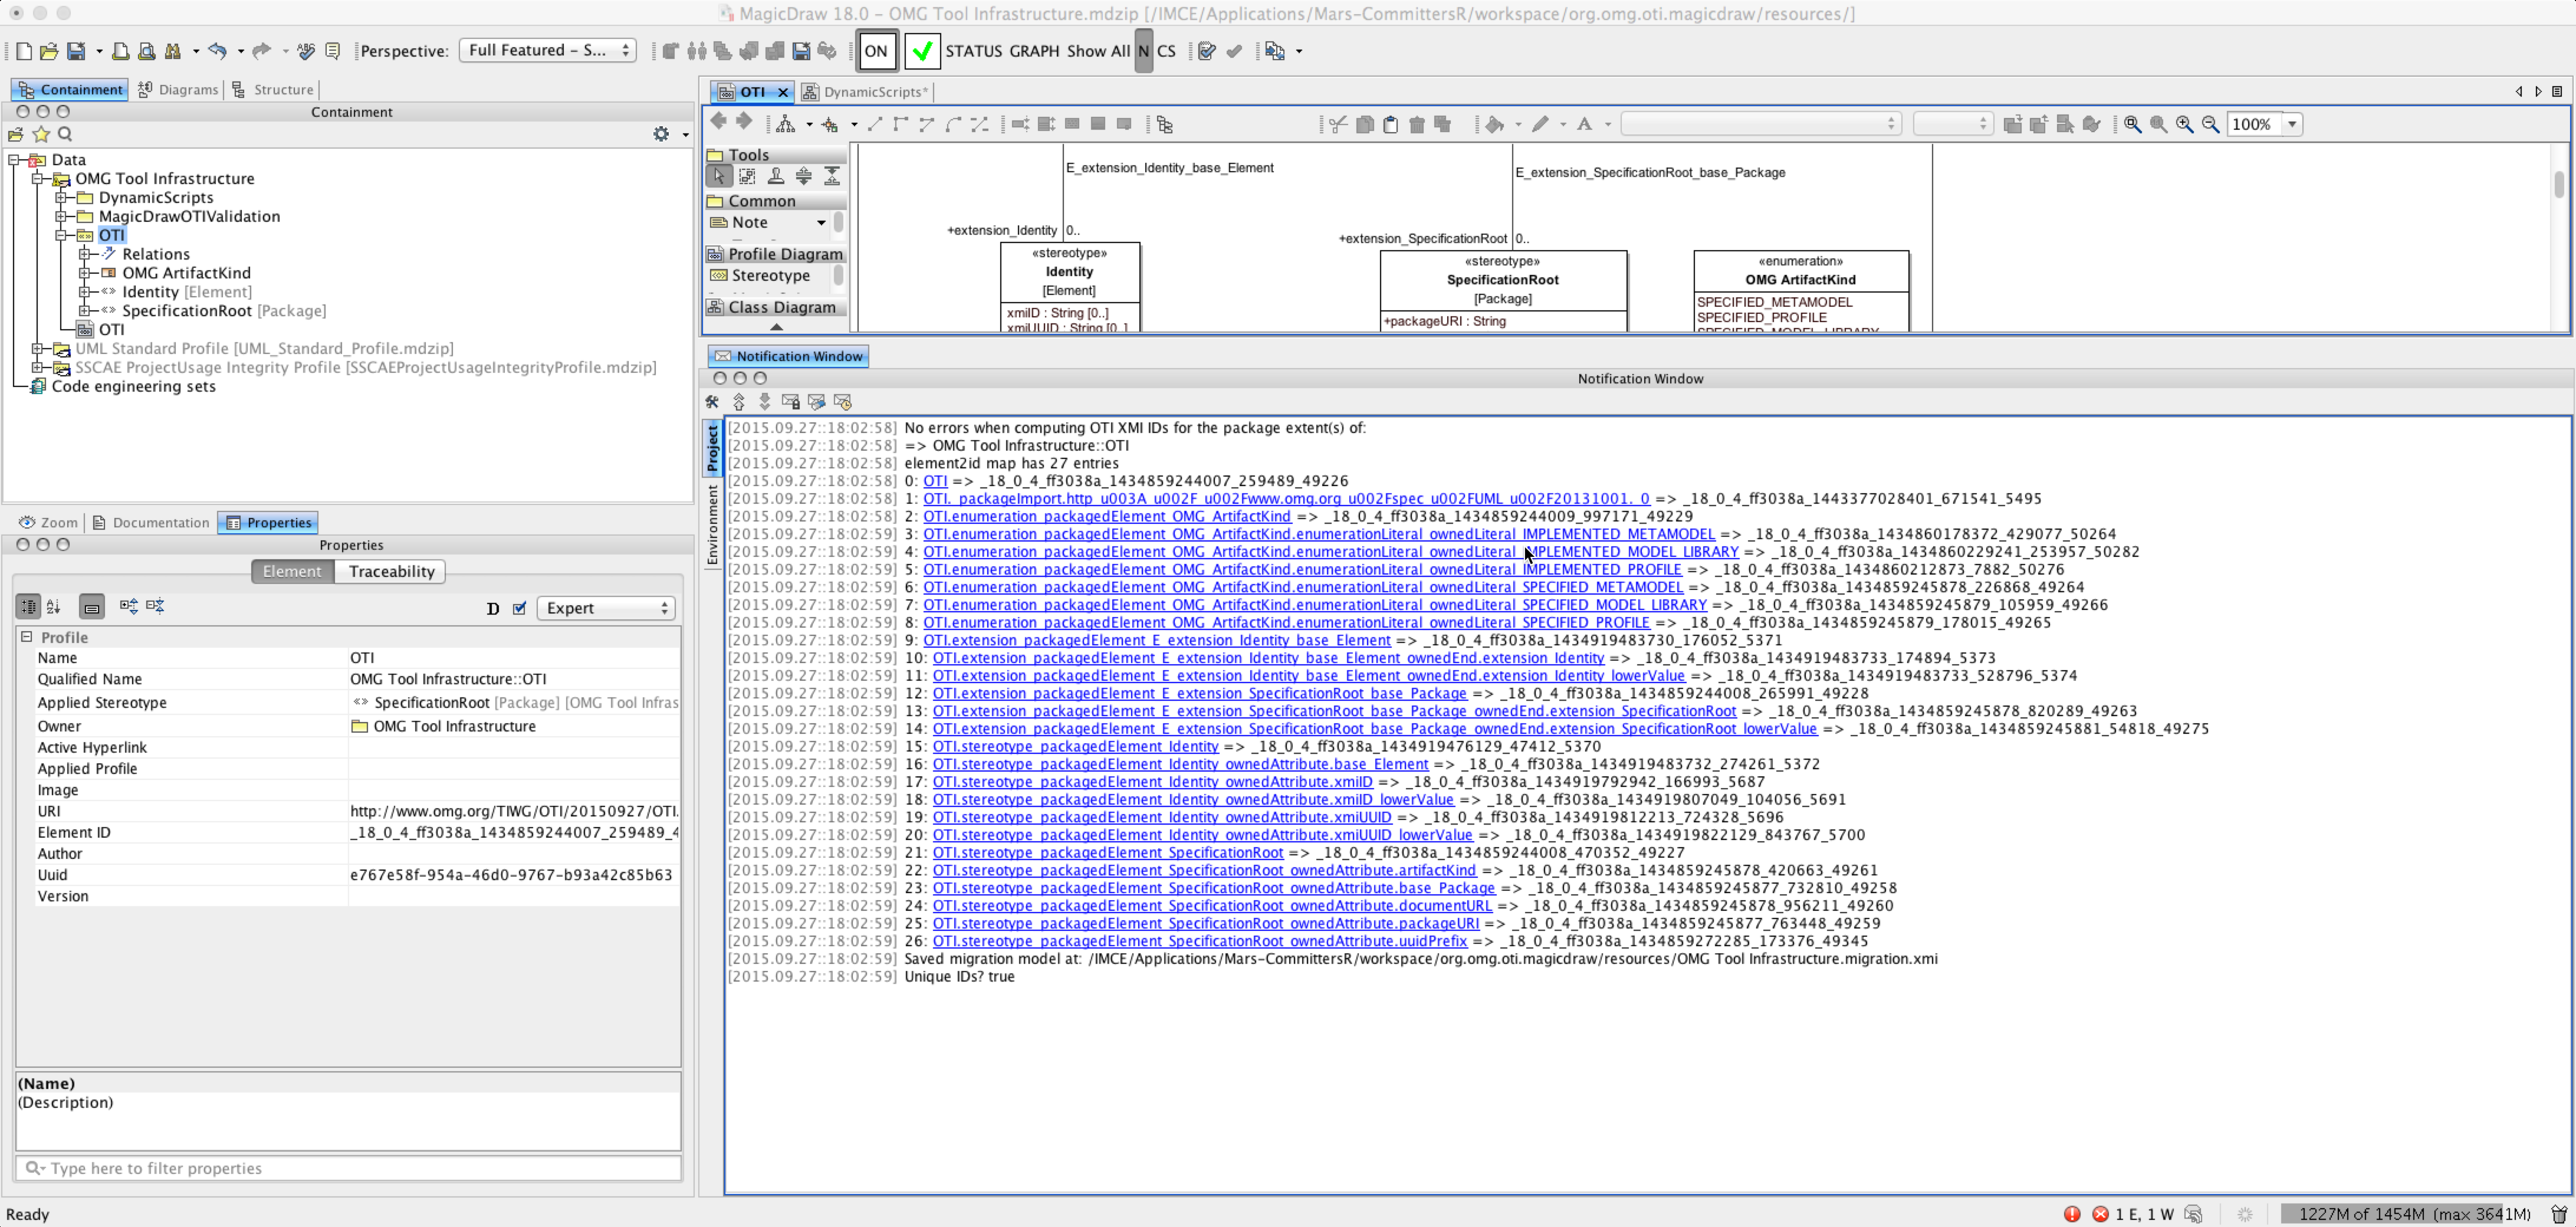 MagicDraw 18.0 - OMG Tool Infrastructure.mdzip [/IMCE/Applications/Mars-CommittersR/workspace/org.omg.oti.magicdraw/resources/]
Perspective: Full Featured - S... ON STATUS GRAPH Show All N CS
Containment Diagrams Structure
Containment
Data
OMG Tool Infrastructure
DynamicScripts
MagicDrawOTIValidation
OTI
Relations
OMG ArtifactKind
Identity [Element]
SpecificationRoot [Package]
OTI
UML Standard Profile [UML_Standard_Profile.mdzip]
SSCAE ProjectUsage Integrity Profile [SSCAEProjectUsageIntegrityProfile.mdzip]
Code engineering sets
Zoom Documentation Properties
Properties
Element Traceability
D Expert
Profile
Name OTI
Qualified Name OMG Tool Infrastructure::OTI
Applied Stereotype «» SpecificationRoot [Package] [OMG Tool Infras
Owner OMG Tool Infrastructure
Active Hyperlink
Applied Profile
Image
URI http://www.omg.org/TIWG/OTI/20150927/OTI.
Element ID _18_0_4_ff3038a_1434859244007_259489_4
Author
Uuid e767e58f-954a-46d0-9767-b93a42c85b63
Version
(Name)
(Description)
Type here to filter properties
OTI DynamicScripts*
100%
Tools
Common
Note
Profile Diagram
Stereotype
Class Diagram
E_extension_Identity_base_Element
E_extension_SpecificationRoot_base_Package
+extension_Identity 0..
+extension_SpecificationRoot 0..
«stereotype»
Identity
[Element]
xmiID : String [0..]
xmiUUID : String [0..]
«stereotype»
SpecificationRoot
[Package]
+packageURI : String
«enumeration»
OMG ArtifactKind
SPECIFIED_METAMODEL
SPECIFIED_PROFILE
SPECIFIED_MODEL_LIBRARY
Notification Window
Notification Window
Project
Environment
[2015.09.27::18:02:58] No errors when computing OTI XMI IDs for the package extent(s) of:
[2015.09.27::18:02:58] => OMG Tool Infrastructure::OTI
[2015.09.27::18:02:58] element2id map has 27 entries
[2015.09.27::18:02:58] 0: OTI => _18_0_4_ff3038a_1434859244007_259489_49226
[2015.09.27::18:02:58] 1: OTI._packageImport.http_u003A_u002F_u002Fwww.omg.org_u002Fspec_u002FUML_u002F20131001._0 => _18_0_4_ff3038a_1443377028401_671541_5495
[2015.09.27::18:02:58] 2: OTI.enumeration_packagedElement_OMG_ArtifactKind => _18_0_4_ff3038a_1434859244009_997171_49229
[2015.09.27::18:02:58] 3: OTI.enumeration_packagedElement_OMG_ArtifactKind.enumerationLiteral_ownedLiteral_IMPLEMENTED_METAMODEL => _18_0_4_ff3038a_1434860178372_429077_50264
[2015.09.27::18:02:58] 4: OTI.enumeration_packagedElement_OMG_ArtifactKind.enumerationLiteral_ownedLiteral_IMPLEMENTED_MODEL_LIBRARY => _18_0_4_ff3038a_1434860229241_253957_50282
[2015.09.27::18:02:58] 5: OTI.enumeration_packagedElement_OMG_ArtifactKind.enumerationLiteral_ownedLiteral_IMPLEMENTED_PROFILE => _18_0_4_ff3038a_1434860212873_7882_50276
[2015.09.27::18:02:59] 6: OTI.enumeration_packagedElement_OMG_ArtifactKind.enumerationLiteral_ownedLiteral_SPECIFIED_METAMODEL => _18_0_4_ff3038a_1434859245878_226868_49264
[2015.09.27::18:02:59] 7: OTI.enumeration_packagedElement_OMG_ArtifactKind.enumerationLiteral_ownedLiteral_SPECIFIED_MODEL_LIBRARY => _18_0_4_ff3038a_1434859245879_105959_49266
[2015.09.27::18:02:59] 8: OTI.enumeration_packagedElement_OMG_ArtifactKind.enumerationLiteral_ownedLiteral_SPECIFIED_PROFILE => _18_0_4_ff3038a_1434859245879_178015_49265
[2015.09.27::18:02:59] 9: OTI.extension_packagedElement_E_extension_Identity_base_Element => _18_0_4_ff3038a_1434919483730_176052_5371
[2015.09.27::18:02:59] 10: OTI.extension_packagedElement_E_extension_Identity_base_Element_ownedEnd.extension_Identity => _18_0_4_ff3038a_1434919483733_174894_5373
[2015.09.27::18:02:59] 11: OTI.extension_packagedElement_E_extension_Identity_base_Element_ownedEnd.extension_Identity_lowerValue => _18_0_4_ff3038a_1434919483733_528796_5374
[2015.09.27::18:02:59] 12: OTI.extension_packagedElement_E_extension_SpecificationRoot_base_Package => _18_0_4_ff3038a_1434859244008_265991_49228
[2015.09.27::18:02:59] 13: OTI.extension_packagedElement_E_extension_SpecificationRoot_base_Package_ownedEnd.extension_SpecificationRoot => _18_0_4_ff3038a_1434859245878_820289_49263
[2015.09.27::18:02:59] 14: OTI.extension_packagedElement_E_extension_SpecificationRoot_base_Package_ownedEnd.extension_SpecificationRoot_lowerValue => _18_0_4_ff3038a_1434859245881_54818_49275
[2015.09.27::18:02:59] 15: OTI.stereotype_packagedElement_Identity => _18_0_4_ff3038a_1434919476129_47412_5370
[2015.09.27::18:02:59] 16: OTI.stereotype_packagedElement_Identity_ownedAttribute.base_Element => _18_0_4_ff3038a_1434919483732_274261_5372
[2015.09.27::18:02:59] 17: OTI.stereotype_packagedElement_Identity_ownedAttribute.xmiID => _18_0_4_ff3038a_1434919792942_166993_5687
[2015.09.27::18:02:59] 18: OTI.stereotype_packagedElement_Identity_ownedAttribute.xmiID_lowerValue => _18_0_4_ff3038a_1434919807049_104056_5691
[2015.09.27::18:02:59] 19: OTI.stereotype_packagedElement_Identity_ownedAttribute.xmiUUID => _18_0_4_ff3038a_1434919812213_724328_5696
[2015.09.27::18:02:59] 20: OTI.stereotype_packagedElement_Identity_ownedAttribute.xmiUUID_lowerValue => _18_0_4_ff3038a_1434919822129_843767_5700
[2015.09.27::18:02:59] 21: OTI.stereotype_packagedElement_SpecificationRoot => _18_0_4_ff3038a_1434859244008_470352_49227
[2015.09.27::18:02:59] 22: OTI.stereotype_packagedElement_SpecificationRoot_ownedAttribute.artifactKind => _18_0_4_ff3038a_1434859245878_420663_49261
[2015.09.27::18:02:59] 23: OTI.stereotype_packagedElement_SpecificationRoot_ownedAttribute.base_Package => _18_0_4_ff3038a_1434859245877_732810_49258
[2015.09.27::18:02:59] 24: OTI.stereotype_packagedElement_SpecificationRoot_ownedAttribute.documentURL => _18_0_4_ff3038a_1434859245878_956211_49260
[2015.09.27::18:02:59] 25: OTI.stereotype_packagedElement_SpecificationRoot_ownedAttribute.packageURI => _18_0_4_ff3038a_1434859245877_763448_49259
[2015.09.27::18:02:59] 26: OTI.stereotype_packagedElement_SpecificationRoot_ownedAttribute.uuidPrefix => _18_0_4_ff3038a_1434859272285_173376_49345
[2015.09.27::18:02:59] Saved migration model at: /IMCE/Applications/Mars-CommittersR/workspace/org.omg.oti.magicdraw/resources/OMG Tool Infrastructure.migration.xmi
[2015.09.27::18:02:59] Unique IDs? true
Ready
1 E, 1 W
1227M of 1454M (max 3641M)